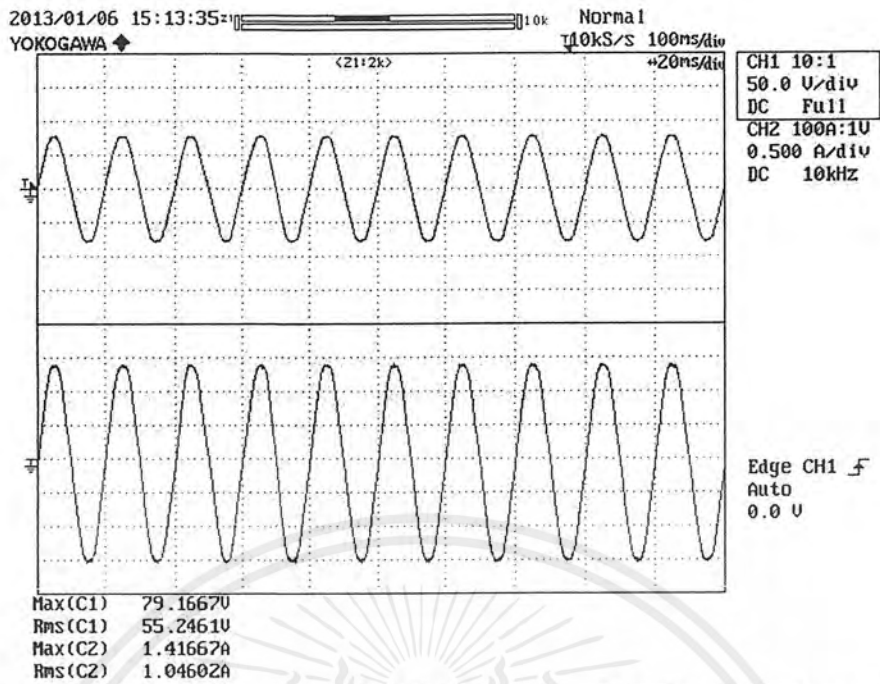 2013/01/06 15:13:35 10k Normal
YOKOGAWA 10kS/s 100ms/div
<21:2k> 20ms/div
CH1 10:1
50.0 V/div
DC Full
CH2 100A:1V
0.500 A/div
DC 10kHz
Edge CH1
Auto
0.0 V
Max(C1) 79.1667V
Rms(C1) 55.2461V
Max(C2) 1.41667A
Rms(C2) 1.04602A